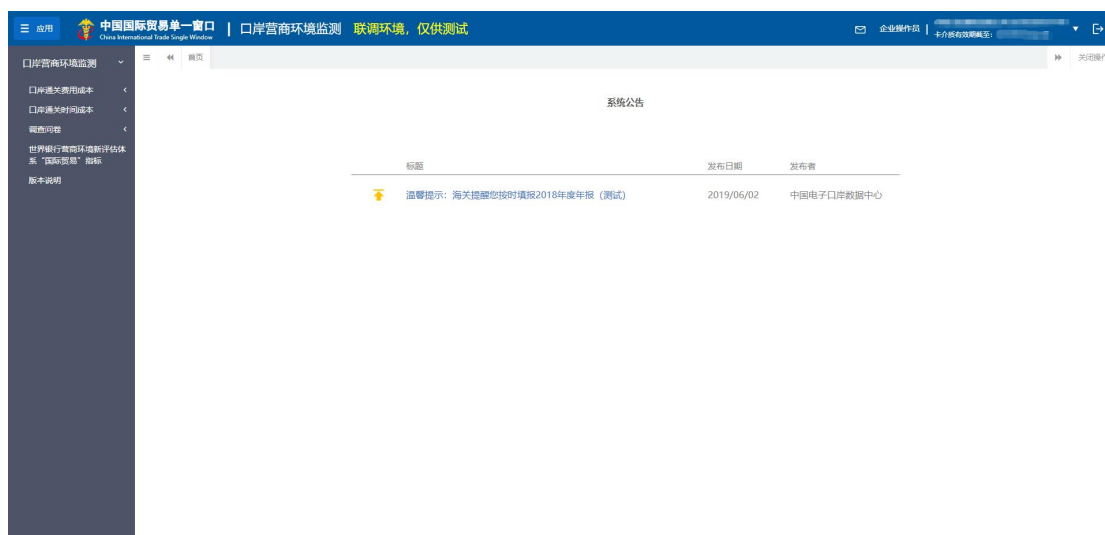 应用
中国国际贸易单一窗口
China International Trade Single Window
口岸营商环境监测
联调环境，仅供测试
企业操作员
卡介质有效期截至：
口岸营商环境监测
首页
关闭操作
口岸通关费用成本
口岸通关时间成本
调查问卷
世界银行营商环境新评估体
系“国际贸易”指标
版本说明
系统公告
标题 发布日期 发布者
温馨提示：海关提醒您按时填报2018年度年报（测试） 2019/06/02 中国电子口岸数据中心